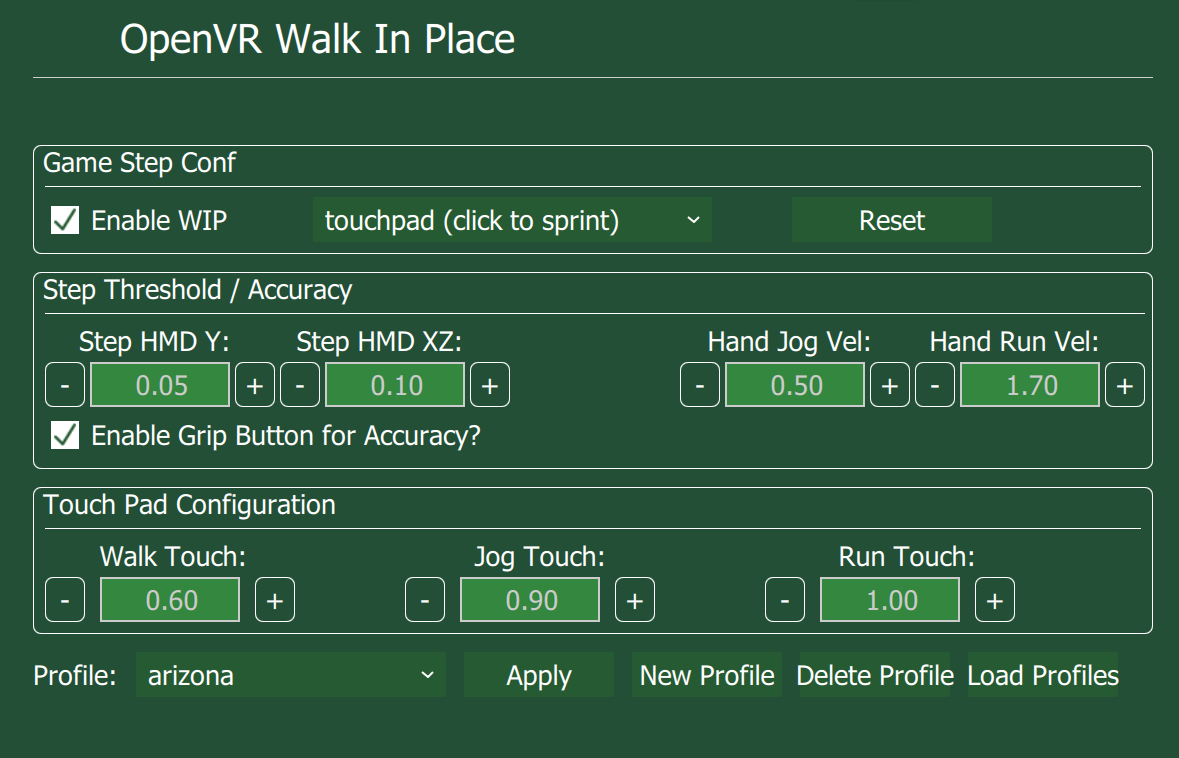 OpenVR Walk In Place
Game Step Conf
Enable WIP touchpad (click to sprint) Reset
Step Threshold / Accuracy
Step HMD Y: Step HMD XZ: Hand Jog Vel: Hand Run Vel:
- 0.05 + - 0.10 + - 0.50 + - 1.70 +
Enable Grip Button for Accuracy?
Touch Pad Configuration
Walk Touch: Jog Touch: Run Touch:
- 0.60 + - 0.90 + - 1.00 +
Profile: arizona Apply New Profile Delete Profile Load Profiles